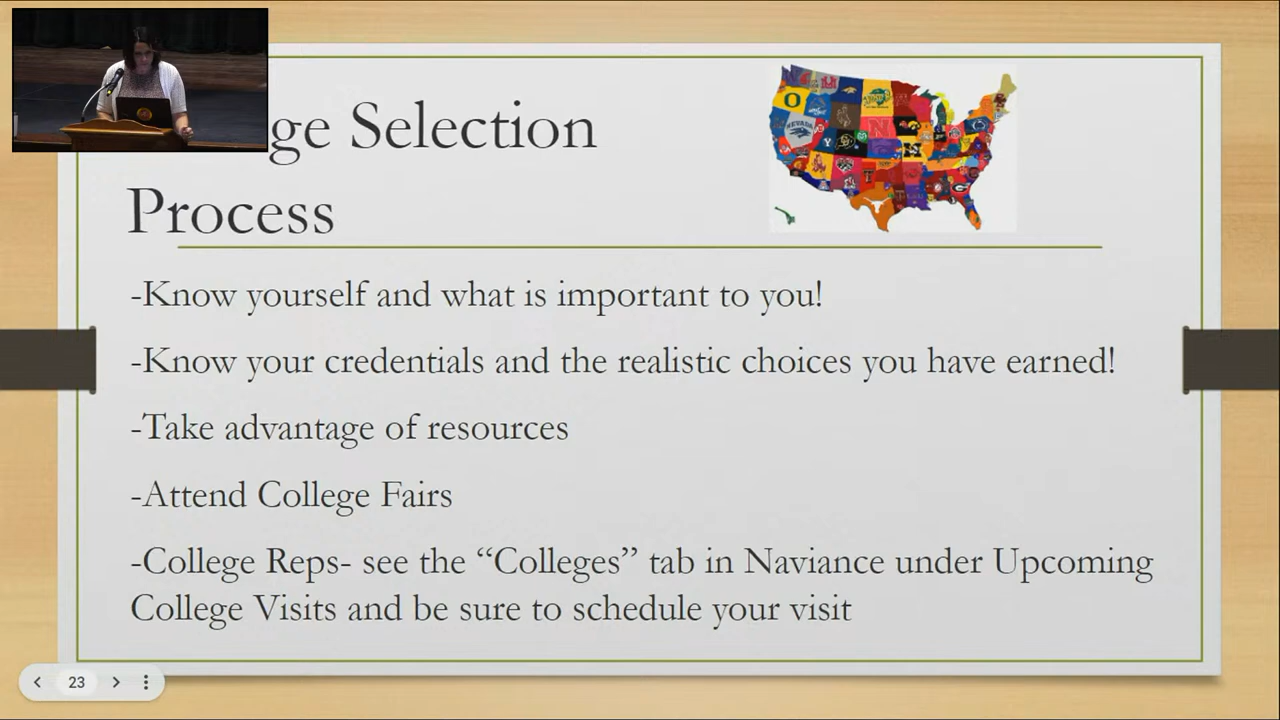 ge Selection
Process
-Know yourself and what is important to you!
-Know your credentials and the realistic choices you have earned!
-Take advantage of resources
-Attend College Fairs
-College Reps- see the “Colleges” tab in Naviance under Upcoming
College Visits and be sure to schedule your visit
23